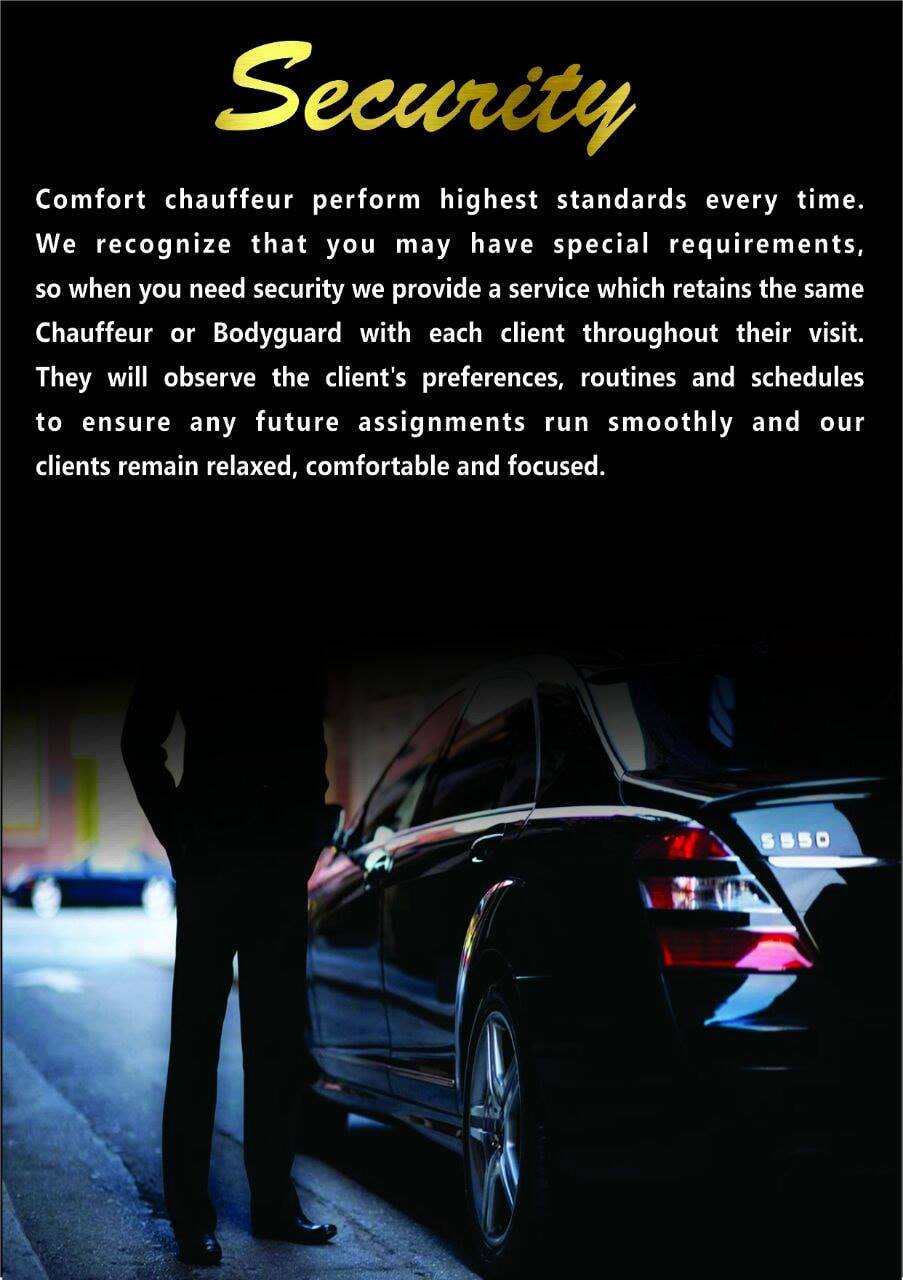 Security
Comfort chauffeur perform highest standards every time.
We recognize that you may have special requirements,
so when you need security we provide a service which retains the same
Chauffeur or Bodyguard with each client throughout their visit.
They will observe the client's preferences, routines and schedules
to ensure any future assignments run smoothly and our
clients remain relaxed, comfortable and focused.
S550